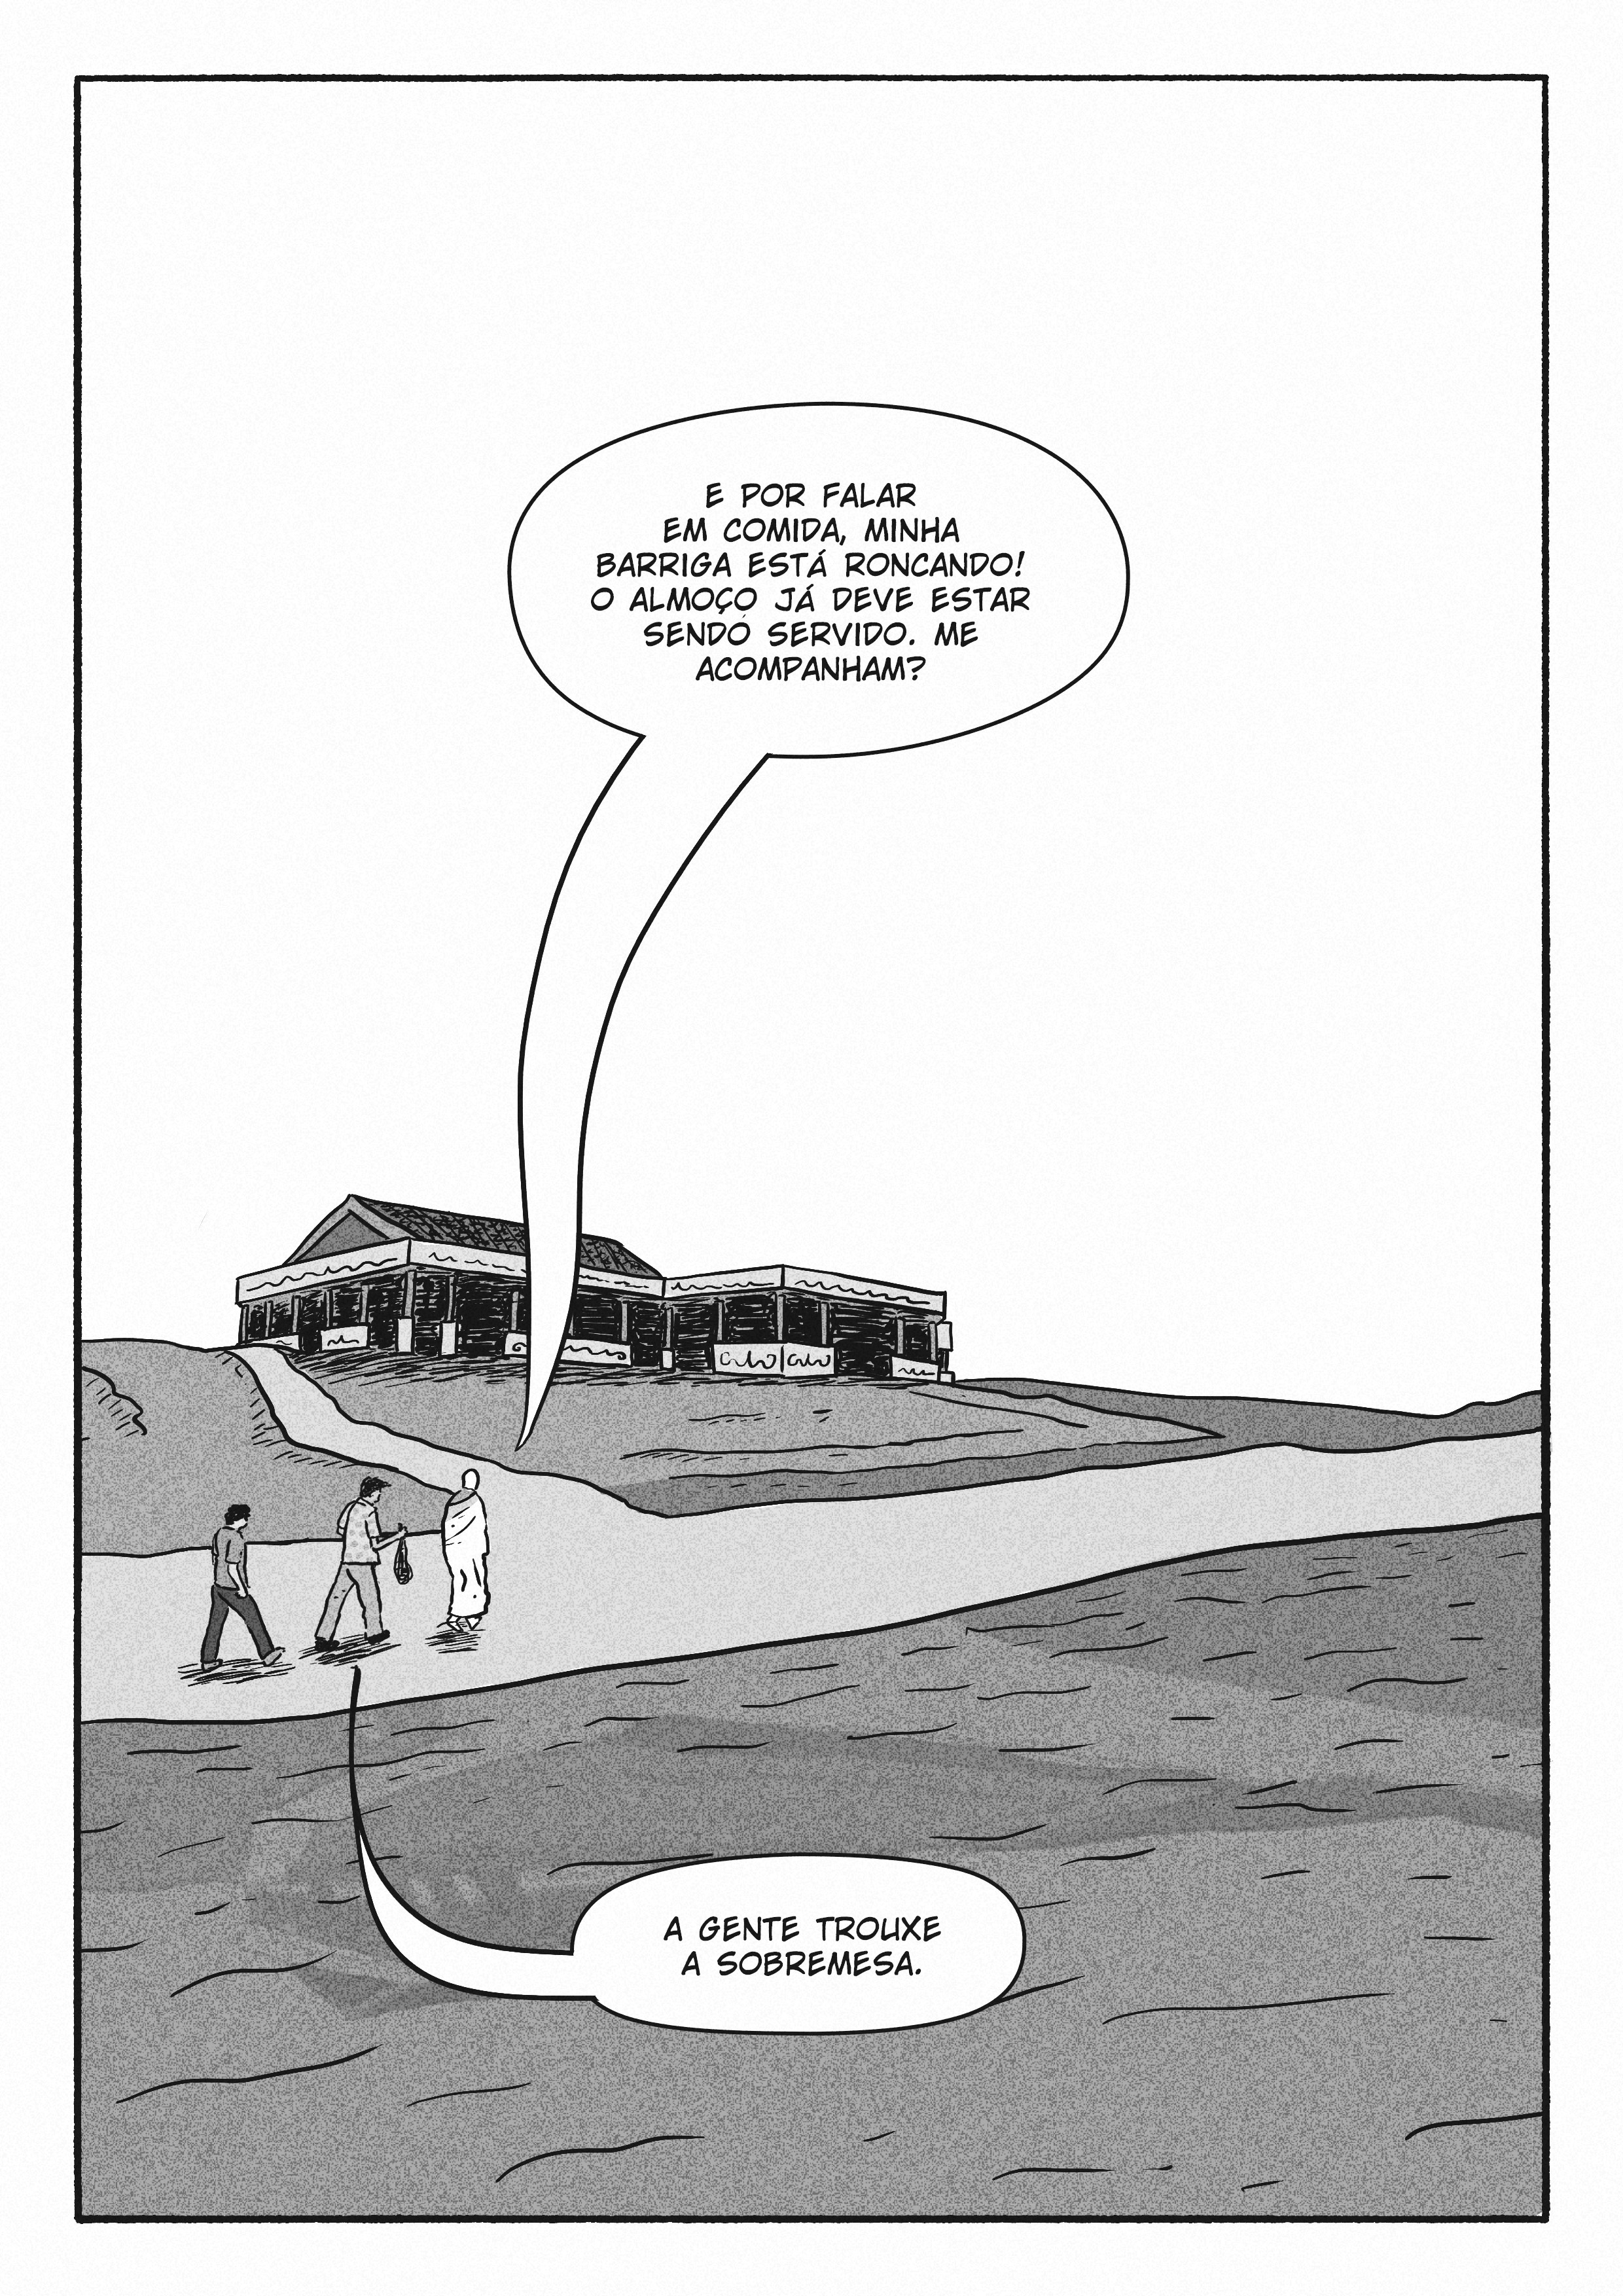 E POR FALAR
EM COMIDA, MINHA
BARRIGA ESTÁ RONCANDO!
O ALMOÇO JÁ DEVE ESTAR
SENDO SERVIDO. ME
ACOMPANHAM?
A GENTE TROUXE
A SOBREMESA.